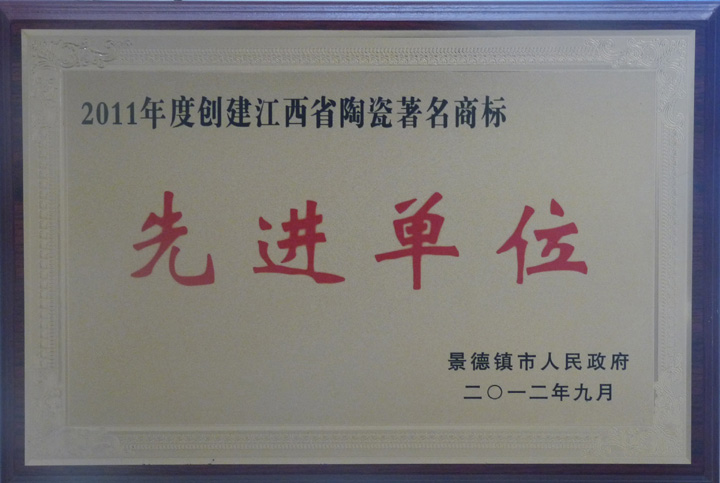 2011年度创建江西省陶瓷著名商标
先进单位
景德镇市人民政府
二〇一二年九月